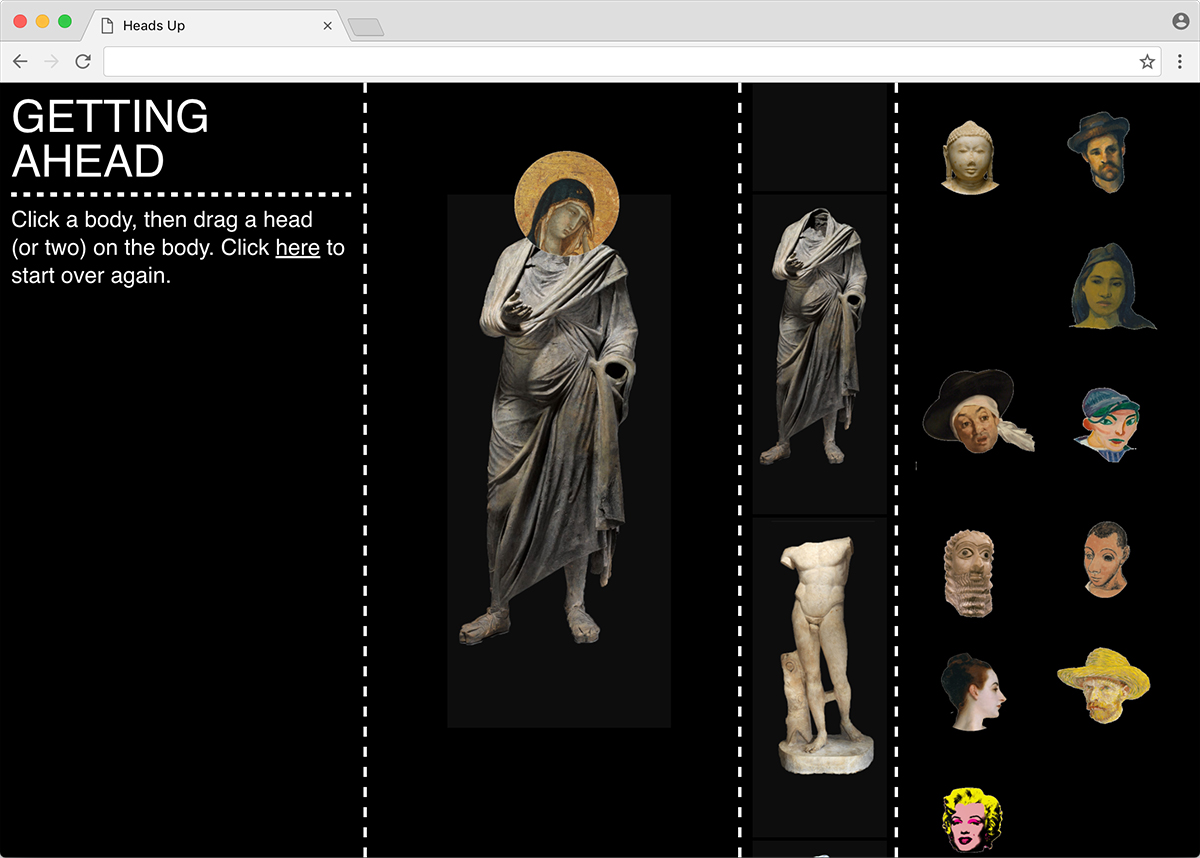 Heads Up
GETTING
AHEAD
Click a body, then drag a head
(or two) on the body. Click here to
start over again.